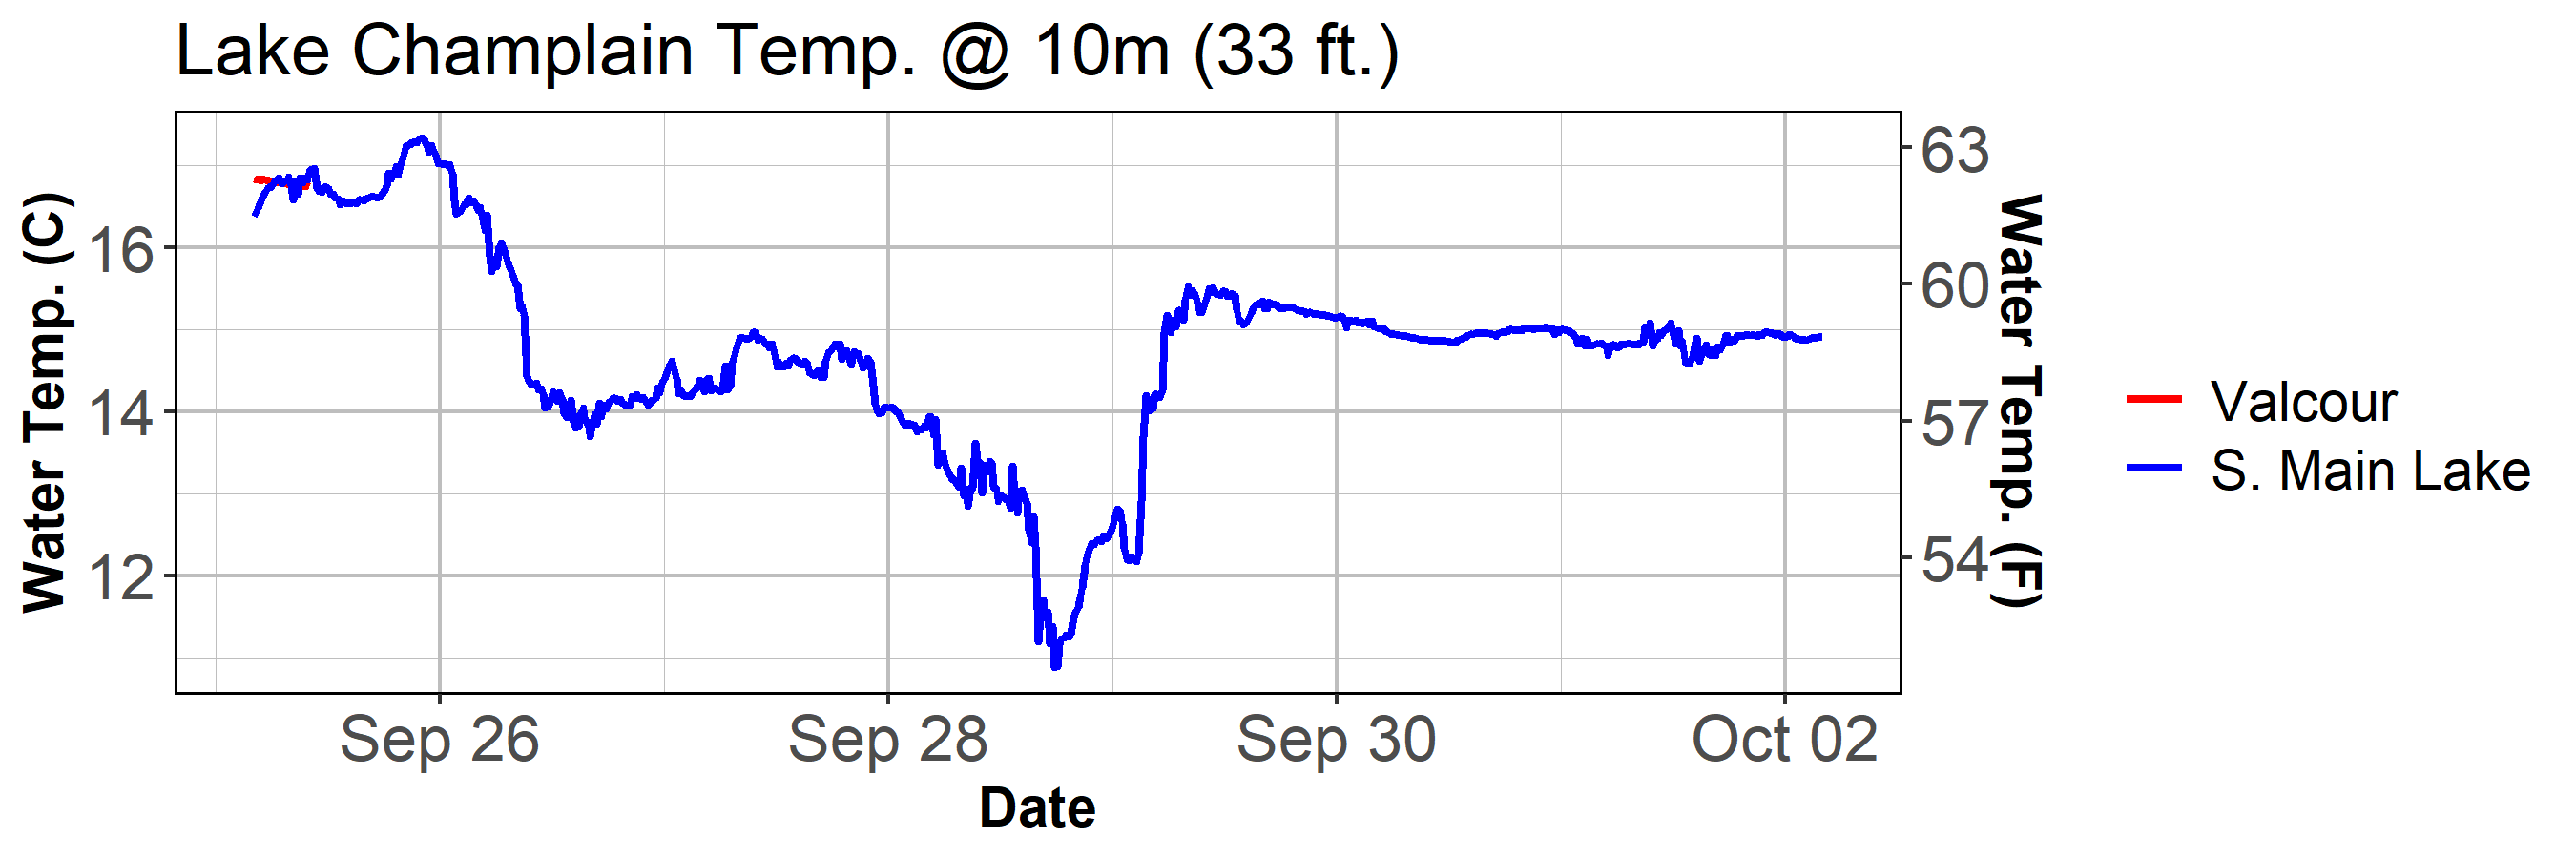 Lake Champlain Temp. @ 10m (33 ft.)
Water Temp. (C)
16
14
12
63
60
57
54
Water Temp. (F)
Sep 26
Sep 28
Sep 30
Oct 02
Date
Valcour
S. Main Lake